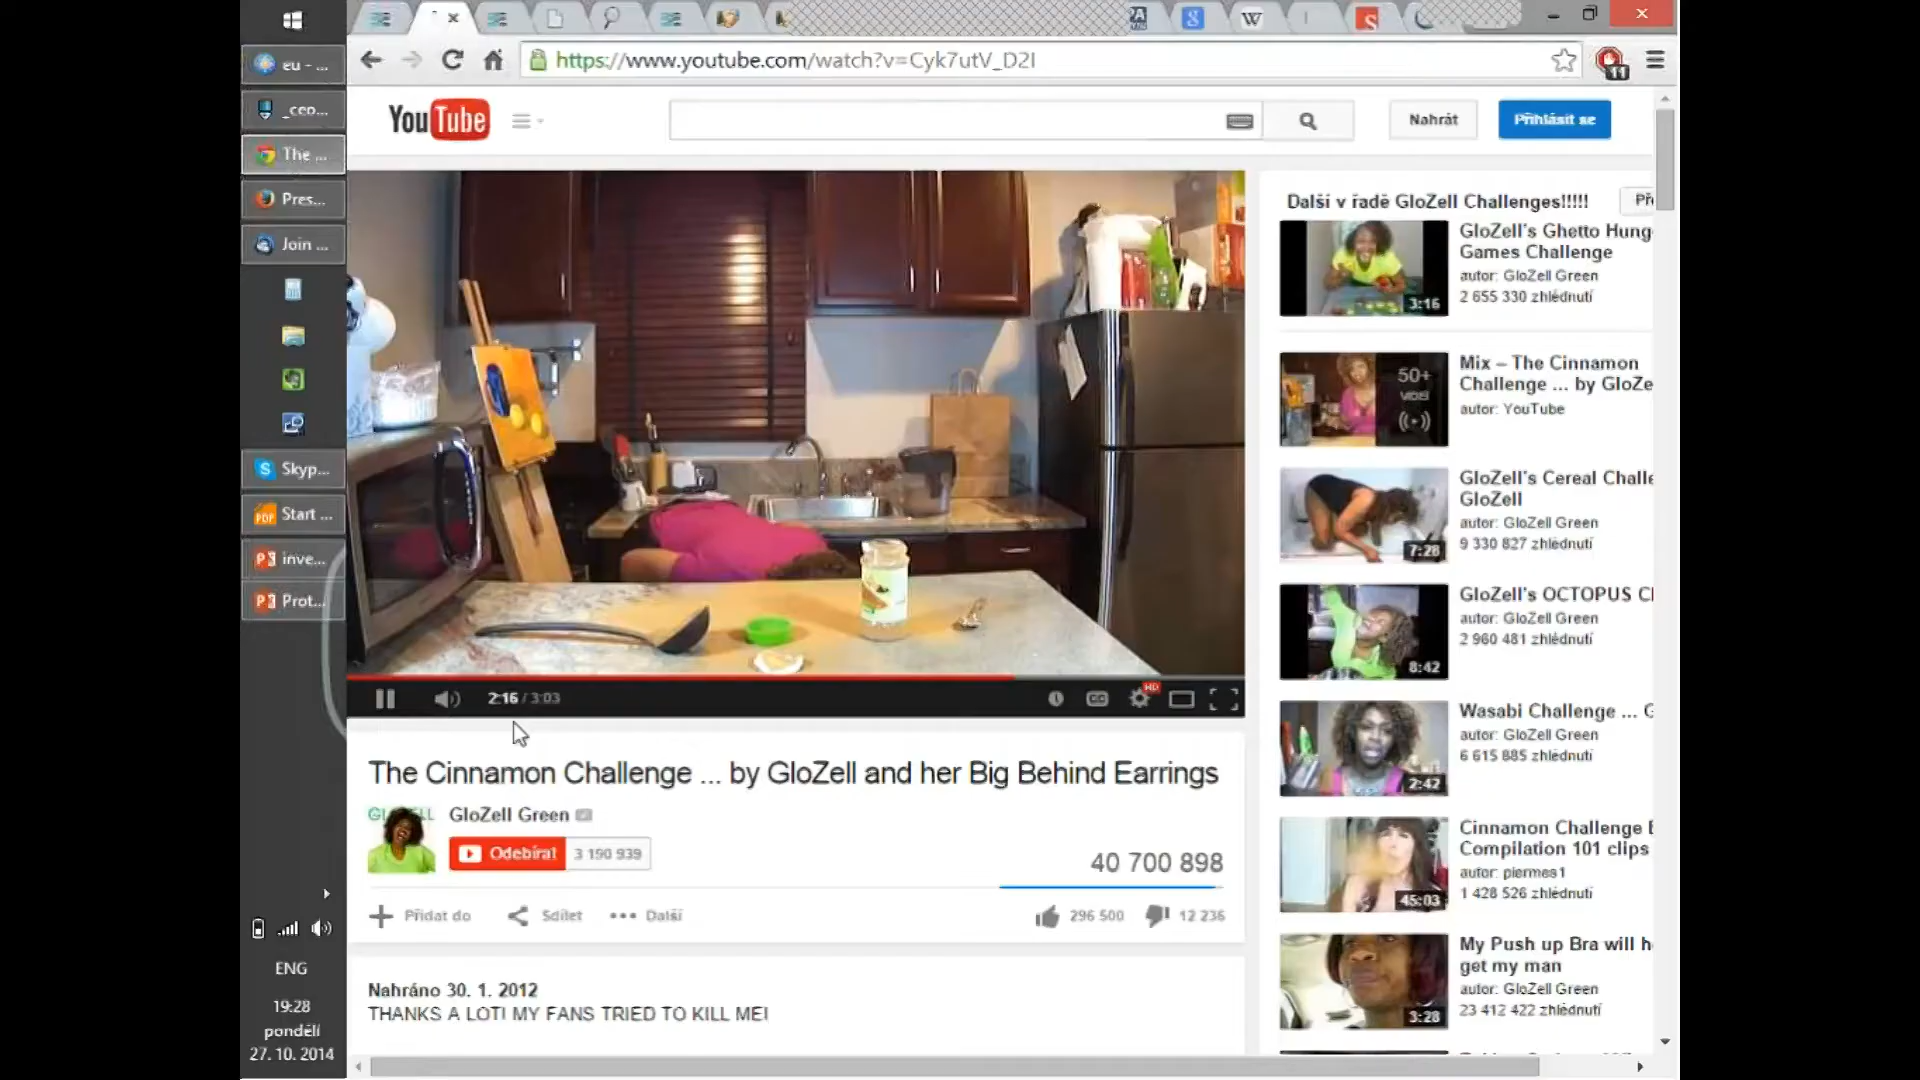 https://www.youtube.com/watch?v=Cyk7utV_D2I
eu - ...
_cep...
The ...
Pres...
Join ...
Skyp...
Start ...
inve...
Prot...
ENG
19:28
pondělí
27. 10. 2014
YouTube
Nahrát
Přihlásit se
2:16 / 3:03
HD
The Cinnamon Challenge ... by GloZell and her Big Behind Earrings
GloZell Green
Odebírat 3 190 939
40 700 898
Přidat do
Sdílet
Další
296 500
12 236
Nahráno 30. 1. 2012
THANKS A LOT! MY FANS TRIED TO KILL ME!
Další v řadě GloZell Challenges!!!!!
GloZell's Ghetto Hung
Games Challenge
autor: GloZell Green
2 655 330 zhlédnutí
3:16
Mix – The Cinnamon
Challenge ... by GloZe
autor: YouTube
50+
GloZell's Cereal Challe
GloZell
autor: GloZell Green
9 330 827 zhlédnutí
7:28
GloZell's OCTOPUS C
autor: GloZell Green
2 960 481 zhlédnutí
8:42
Wasabi Challenge ... G
autor: GloZell Green
6 615 885 zhlédnutí
2:42
Cinnamon Challenge
Compilation 101 clips
autor: piermes1
1 428 526 zhlédnutí
45:03
My Push up Bra will h
get my man
autor: GloZell Green
23 412 422 zhlédnutí
3:28